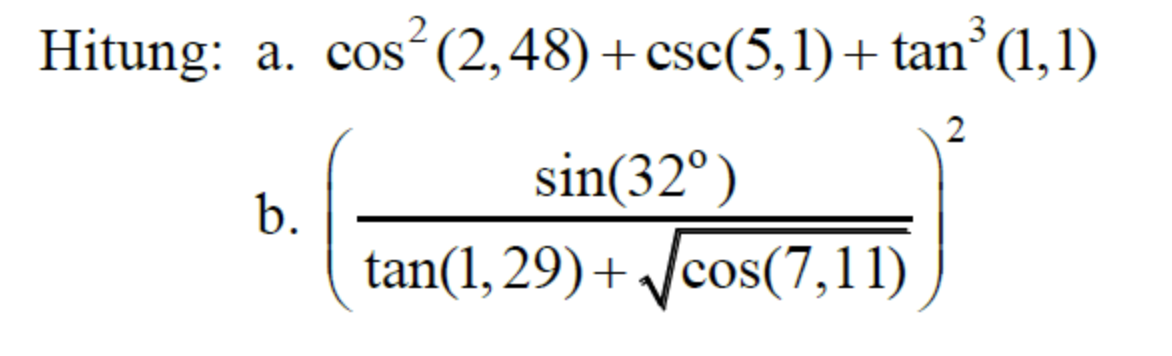 Hitung: a. cos²(2,48) + csc(5,1) + tan³(1,1)
b. (sin(32°) / (tan(1,29) + √cos(7,11)))²